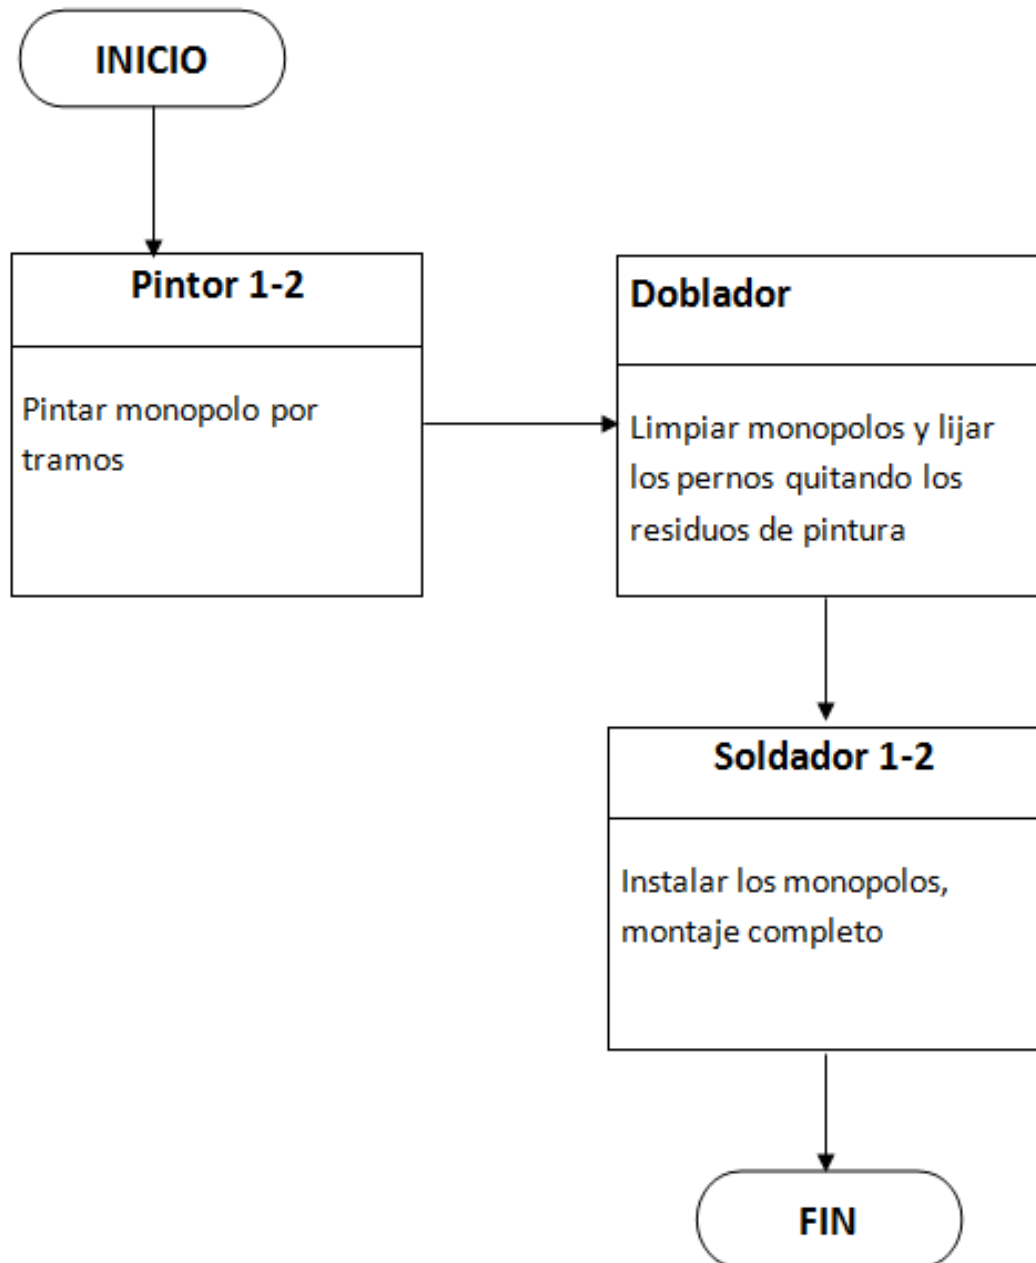 INICIO
Pintor 1-2
Pintar monopolo por
tramos
Doblador
Limpiar monopolos y lijar
los pernos quitando los
residuos de pintura
Soldador 1-2
Instalar los monopolos,
montaje completo
FIN